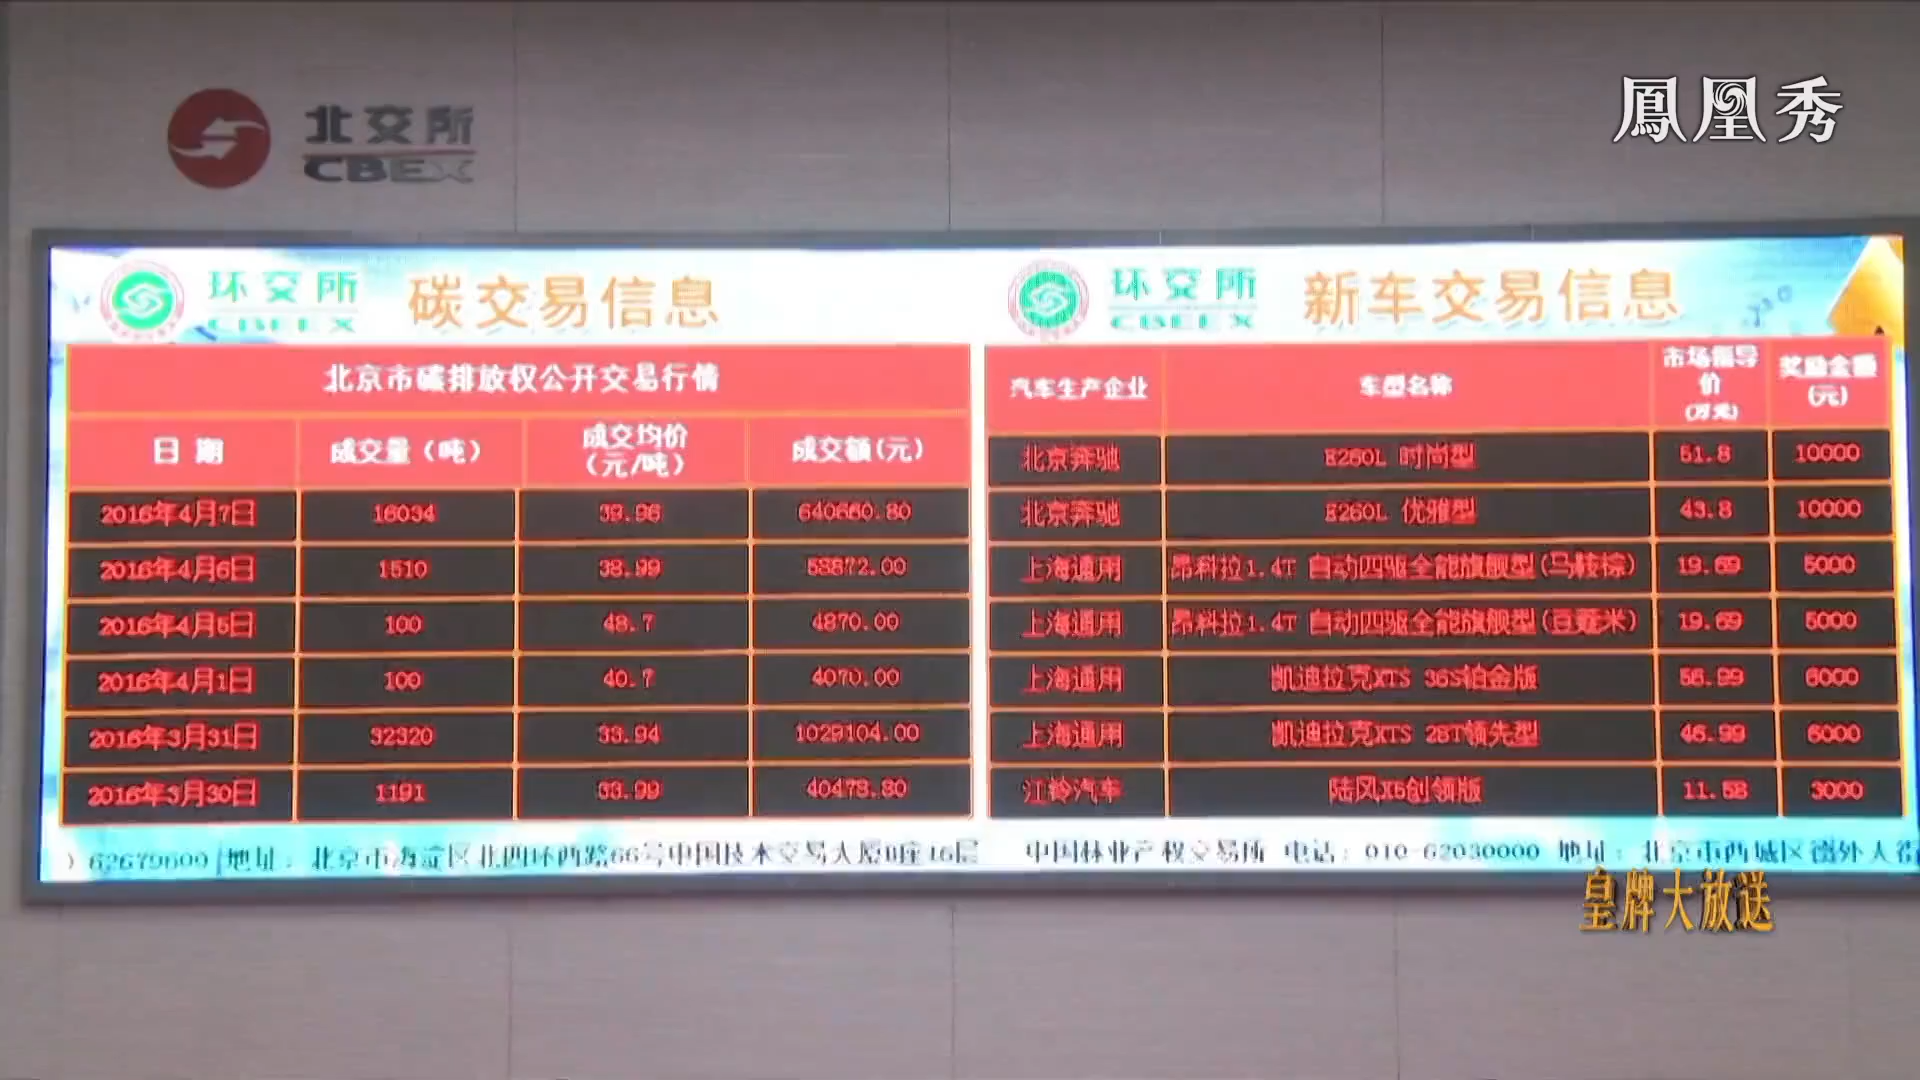 鳳凰秀
北交所
CBEX
环交所
CBEEX
碳交易信息
北京市碳排放权公开交易行情
日 期 成交量（吨） 成交均价（元/吨） 成交额(元)
2016年4月7日 16034 39.96 640660.80
2016年4月6日 1510 38.99 58872.00
2016年4月5日 100 48.7 4870.00
2016年4月1日 100 40.7 4070.00
2016年3月31日 32320 33.94 1029104.00
2016年3月30日 1191 33.99 40478.80
) 62679600 地址：北京市海淀区北四环西路66号中国技术交易大厦B座16层
环交所
CBEEX
新车交易信息
汽车生产企业 车型名称 市场指导价(万元) 奖励金额(元)
北京奔驰 E260L 时尚型 51.8 10000
北京奔驰 E260L 优雅型 43.8 10000
上海通用 昂科拉1.4T 自动四驱全能旗舰型(马鞍棕) 19.69 5000
上海通用 昂科拉1.4T 自动四驱全能旗舰型(豆蔻米) 19.69 5000
上海通用 凯迪拉克XTS 36S铂金版 56.99 6000
上海通用 凯迪拉克XTS 28T领先型 46.99 6000
江铃汽车 陆风X5创领版 11.58 3000
中国林业产权交易所 电话：010-62030000 地址：北京市西城区德外大街
皇牌大放送